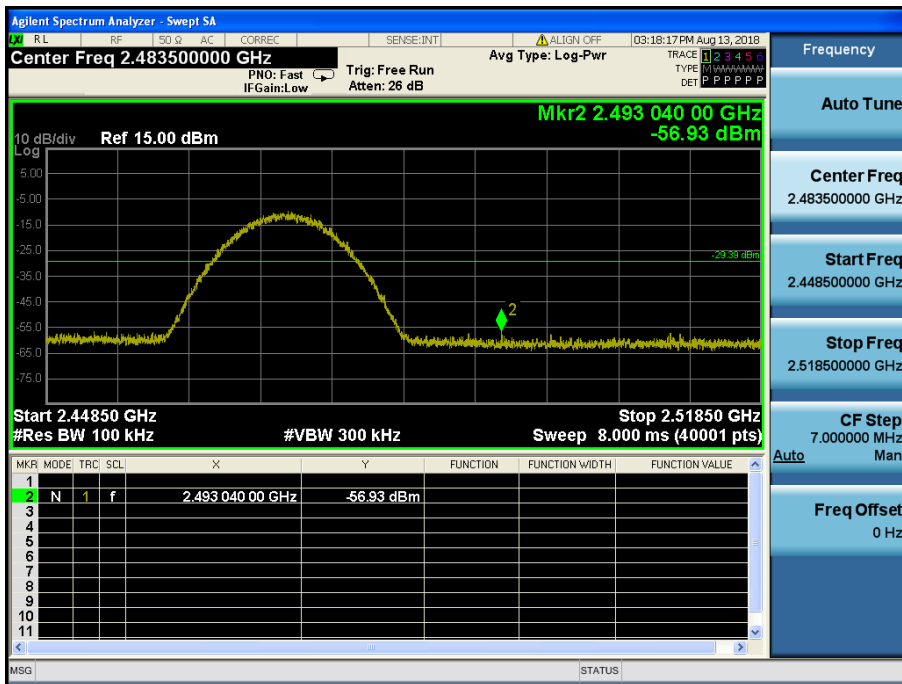 Agilent Spectrum Analyzer - Swept SA
LXI RL RF 50 Ω AC CORREC SENSE:INT ALIGN OFF 03:18:17 PM Aug 13, 2018
Center Freq 2.483500000 GHz
PNO: Fast
IFGain:Low
Trig: Free Run
Atten: 26 dB
Avg Type: Log-Pwr
TRACE 1 2 3 4 5 6
TYPE MWWWWW
DET P P P P P P
Mkr2 2.493 040 00 GHz
-56.93 dBm
10 dB/div Ref 15.00 dBm
Log
5.00
-5.00
-15.0
-25.0
-29.39 dBm
-35.0
-45.0
2
-55.0
-65.0
-75.0
Start 2.44850 GHz Stop 2.51850 GHz
#Res BW 100 kHz #VBW 300 kHz Sweep 8.000 ms (40001 pts)
MKR MODE TRC SCL X Y FUNCTION FUNCTION WIDTH FUNCTION VALUE
1
2 N 1 f 2.493 040 00 GHz -56.93 dBm
3
4
5
6
7
8
9
10
11
MSG STATUS
Frequency
Auto Tune
Center Freq
2.483500000 GHz
Start Freq
2.448500000 GHz
Stop Freq
2.518500000 GHz
CF Step
7.000000 MHz
Auto Man
Freq Offset
0 Hz